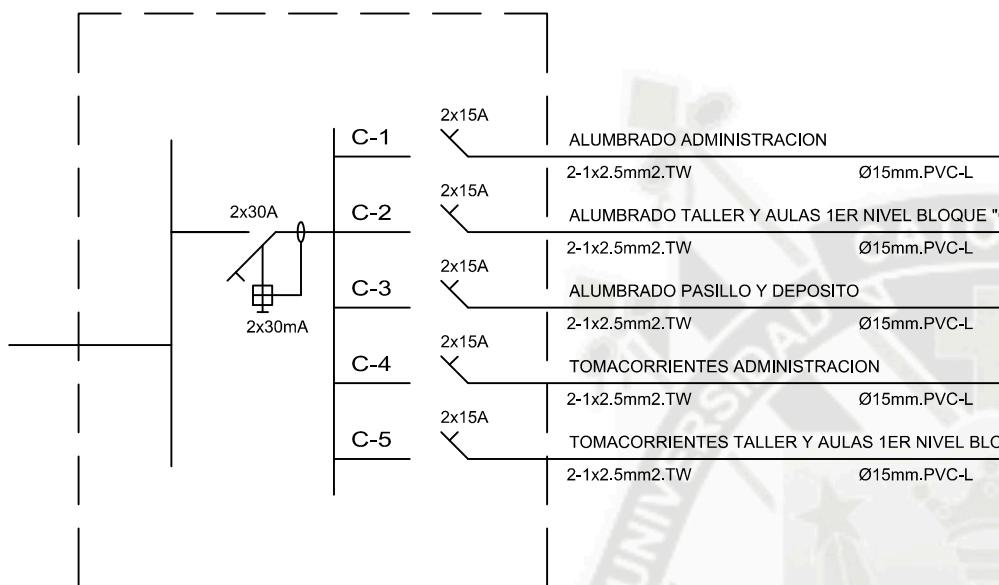 2x30A
2x30mA
C-1
2x15A
ALUMBRADO ADMINISTRACION
2-1x2.5mm2.TW Ø15mm.PVC-L
C-2
2x15A
ALUMBRADO TALLER Y AULAS 1ER NIVEL BLOQUE "
2-1x2.5mm2.TW Ø15mm.PVC-L
C-3
2x15A
ALUMBRADO PASILLO Y DEPOSITO
2-1x2.5mm2.TW Ø15mm.PVC-L
C-4
2x15A
TOMACORRIENTES ADMINISTRACION
2-1x2.5mm2.TW Ø15mm.PVC-L
C-5
2x15A
TOMACORRIENTES TALLER Y AULAS 1ER NIVEL BLO
2-1x2.5mm2.TW Ø15mm.PVC-L
UNIVERSIDAD